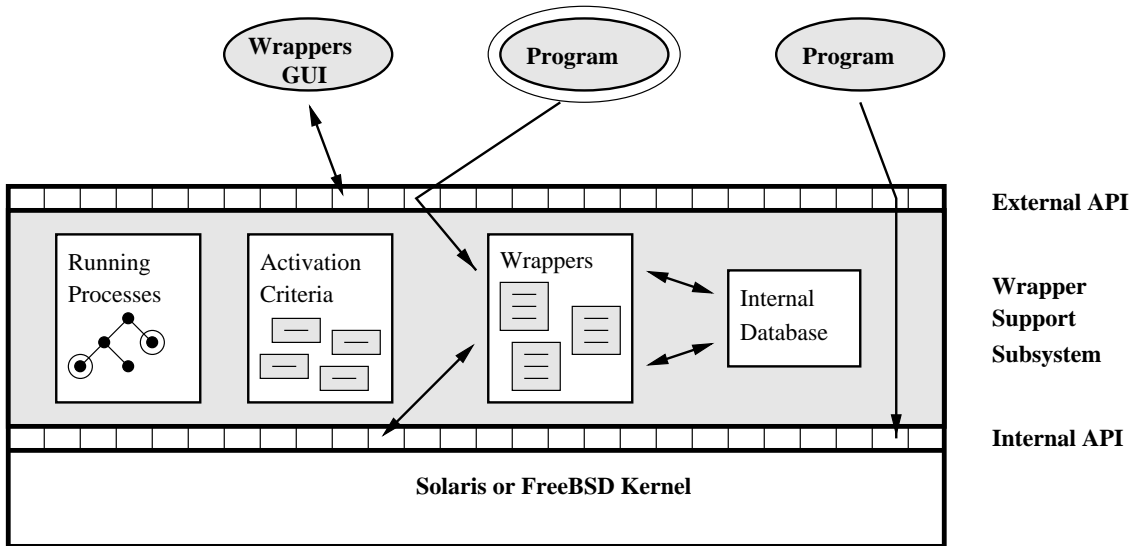 Wrappers
GUI
Program
Program
External API
Running
Processes
Activation
Criteria
Wrappers
Internal
Database
Wrapper
Support
Subsystem
Internal API
Solaris or FreeBSD Kernel